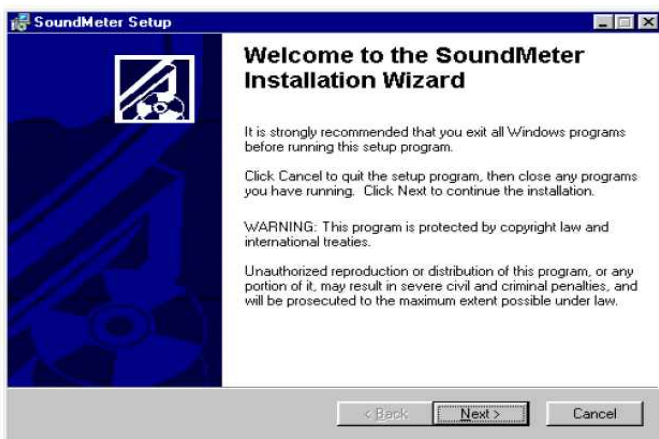 SoundMeter Setup
Welcome to the SoundMeter
Installation Wizard
It is strongly recommended that you exit all Windows programs
before running this setup program.
Click Cancel to quit the setup program, then close any programs
you have running. Click Next to continue the installation.
WARNING: This program is protected by copyright law and
international treaties.
Unauthorized reproduction or distribution of this program, or any
portion of it, may result in severe civil and criminal penalties, and
will be prosecuted to the maximum extent possible under law.
< Back Next > Cancel